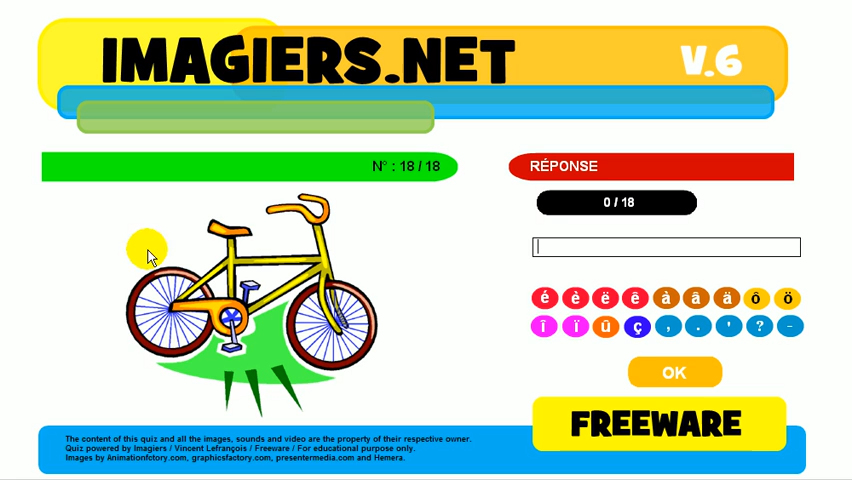 IMAGIERS.NET
V.6
N° : 18 / 18
RÉPONSE
0 / 18
é è ë ē à ā ä ô ö
î ï ū ç , . ' ? -
OK
FREEWARE
The content of this quiz and all the images, sounds and video are the property of their respective owner.
Quiz powered by Imagiers / Vincent Lefrançois / Freeware / For educational purpose only.
Images by Animationfctory.com, graphicsfactory.com, presentermedia.com and Hemera.